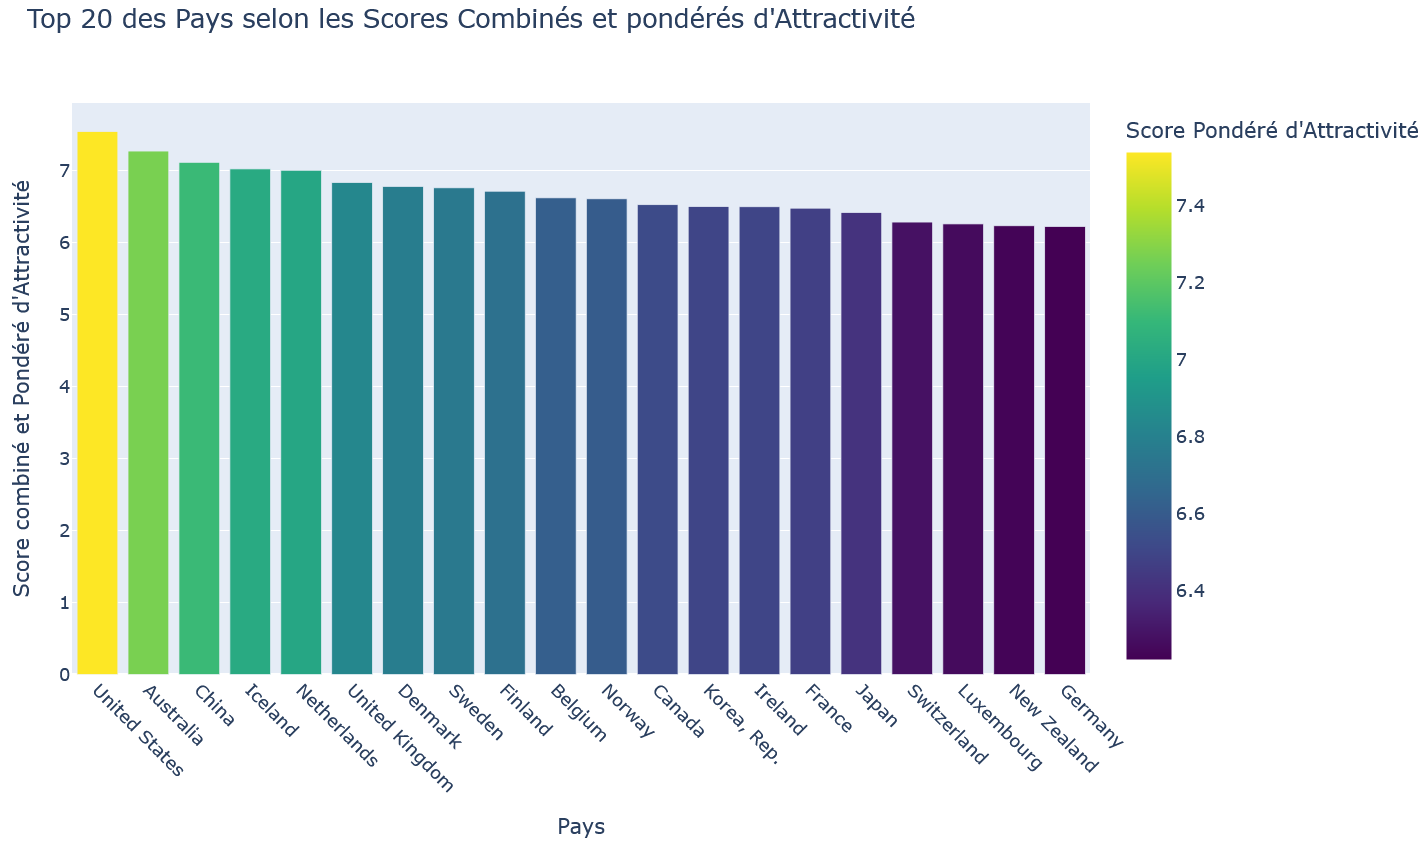 Top 20 des Pays selon les Scores Combinés et pondérés d'Attractivité
Score combiné et Pondéré d'Attractivité
7
6
5
4
3
2
1
0
United States
Australia
China
Iceland
Netherlands
United Kingdom
Denmark
Sweden
Finland
Belgium
Norway
Canada
Korea, Rep.
Ireland
France
Japan
Switzerland
Luxembourg
New Zealand
Germany
Pays
Score Pondéré d'Attractivité
7.4
7.2
7
6.8
6.6
6.4